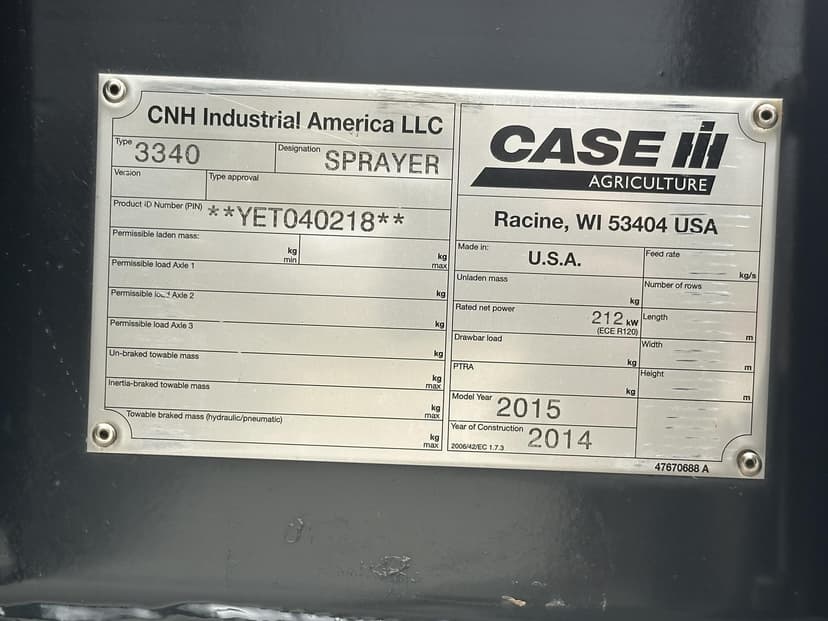 CNH Industrial America LLC
Type 3340
Designation SPRAYER
Version
Type approval
Product ID Number (PIN) **YET040218**
Permissible laden mass:
kg min
kg max
Permissible load Axle 1
kg
Permissible load Axle 2
kg
Permissible load Axle 3
kg
Un-braked towable mass
kg max
Inertia-braked towable mass
kg max
Towable braked mass (hydraulic/pneumatic)
kg max
CASE IH
AGRICULTURE
Racine, WI 53404 USA
Made in: U.S.A.
Feed rate
kg/s
Unladen mass
kg
Number of rows
Rated net power 212 kW
(ECE R120)
Length
m
Drawbar load
kg
Width
m
PTRA
kg
Height
m
Model Year 2015
Year of Construction 2014
2006/42/EC 1.7.3
47670688 A